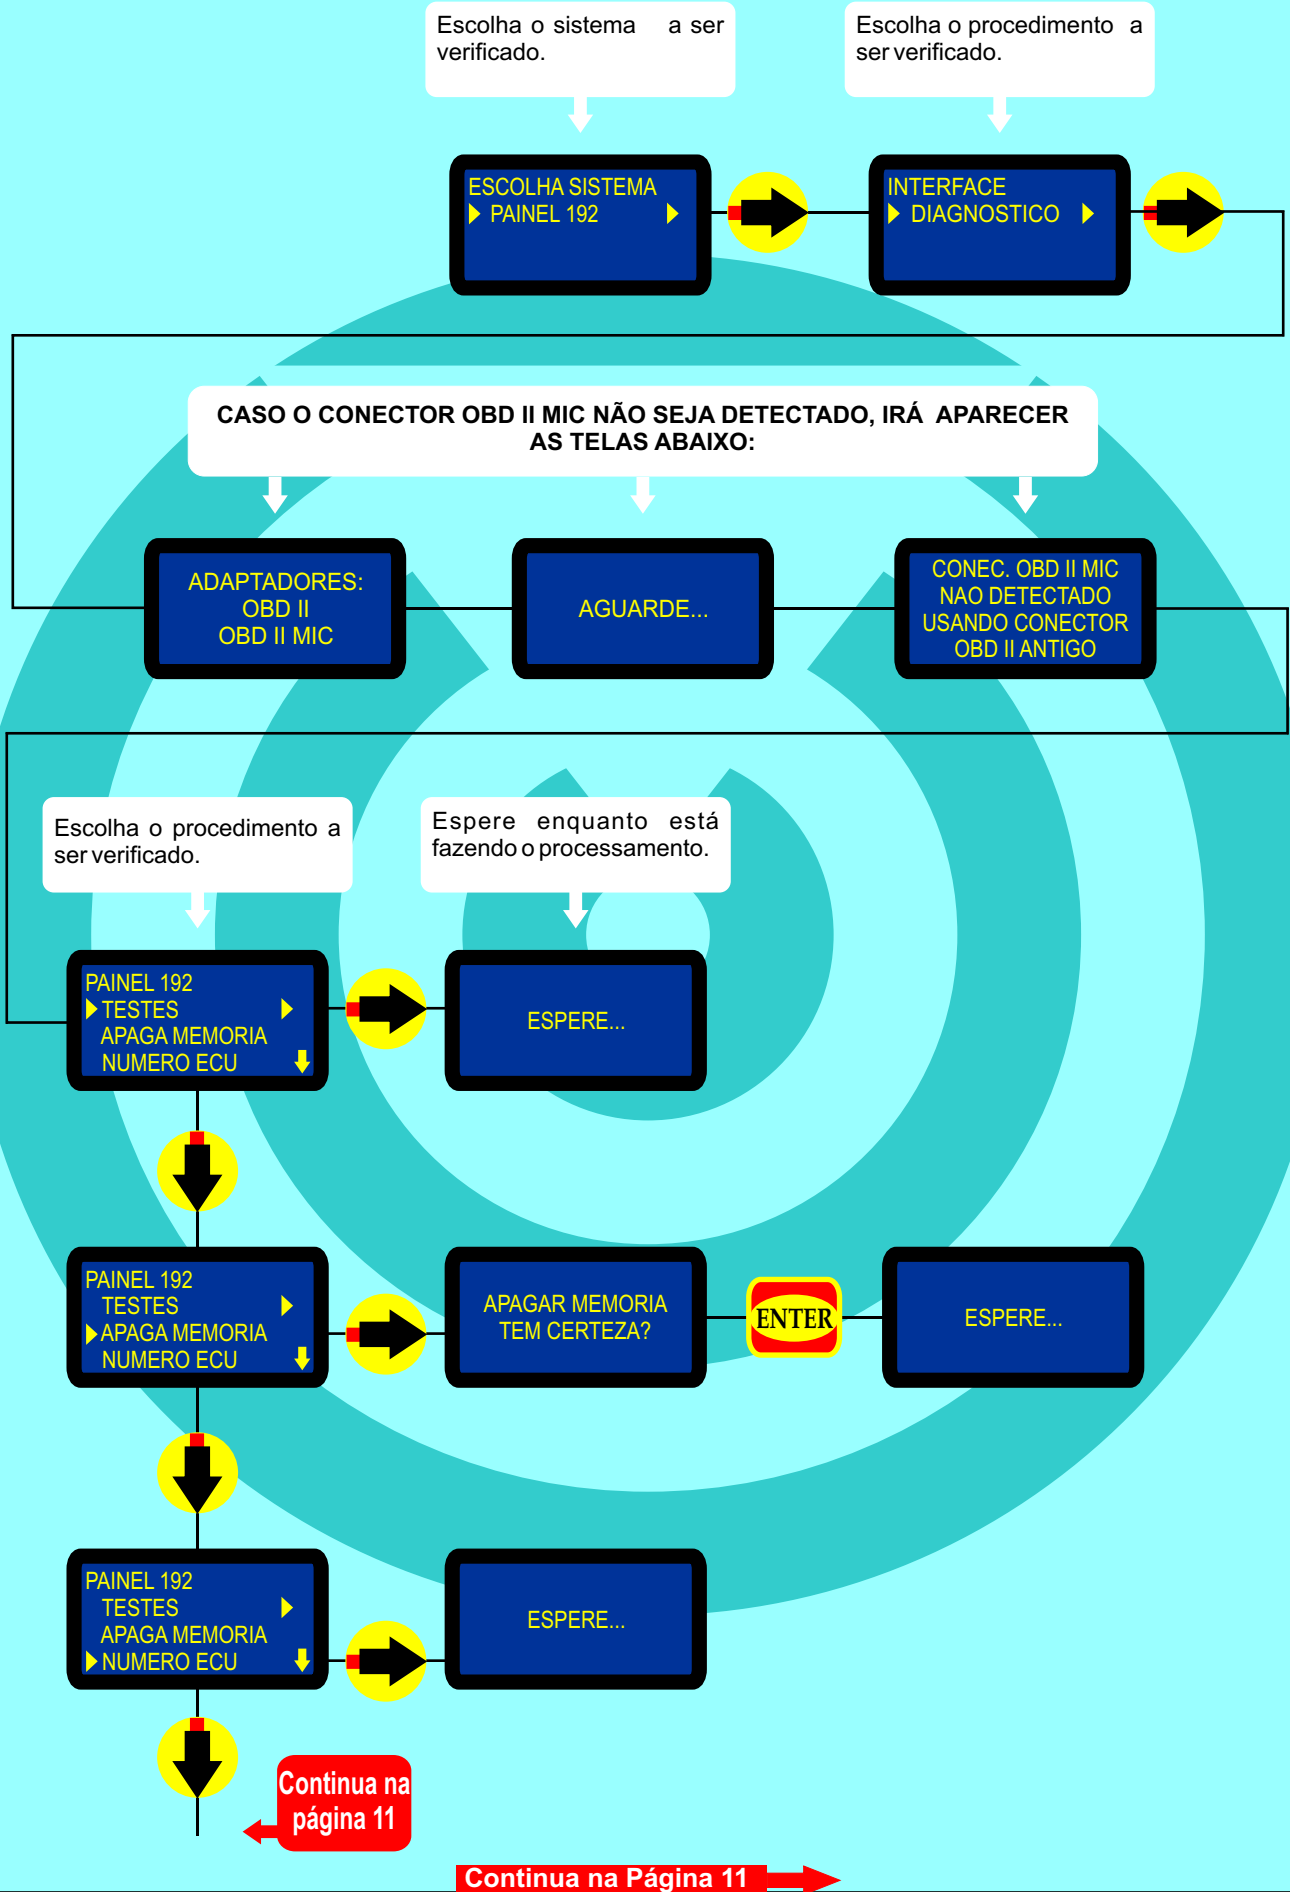 Escolha o sistema a ser
verificado.
Escolha o procedimento a
ser verificado.
ESCOLHA SISTEMA
PAINEL 192
INTERFACE
DIAGNOSTICO
CASO O CONECTOR OBD II MIC NÃO SEJA DETECTADO, IRÁ APARECER
AS TELAS ABAIXO:
ADAPTADORES:
OBD II
OBD II MIC
AGUARDE...
CONEC. OBD II MIC
NAO DETECTADO
USANDO CONECTOR
OBD II ANTIGO
Escolha o procedimento a
ser verificado.
Espere enquanto está
fazendo o processamento.
PAINEL 192
TESTES
APAGA MEMORIA
NUMERO ECU
ESPERE...
PAINEL 192
TESTES
APAGA MEMORIA
NUMERO ECU
APAGAR MEMORIA
TEM CERTEZA?
ENTER
ESPERE...
PAINEL 192
TESTES
APAGA MEMORIA
NUMERO ECU
ESPERE...
Continua na
página 11
Continua na Página 11